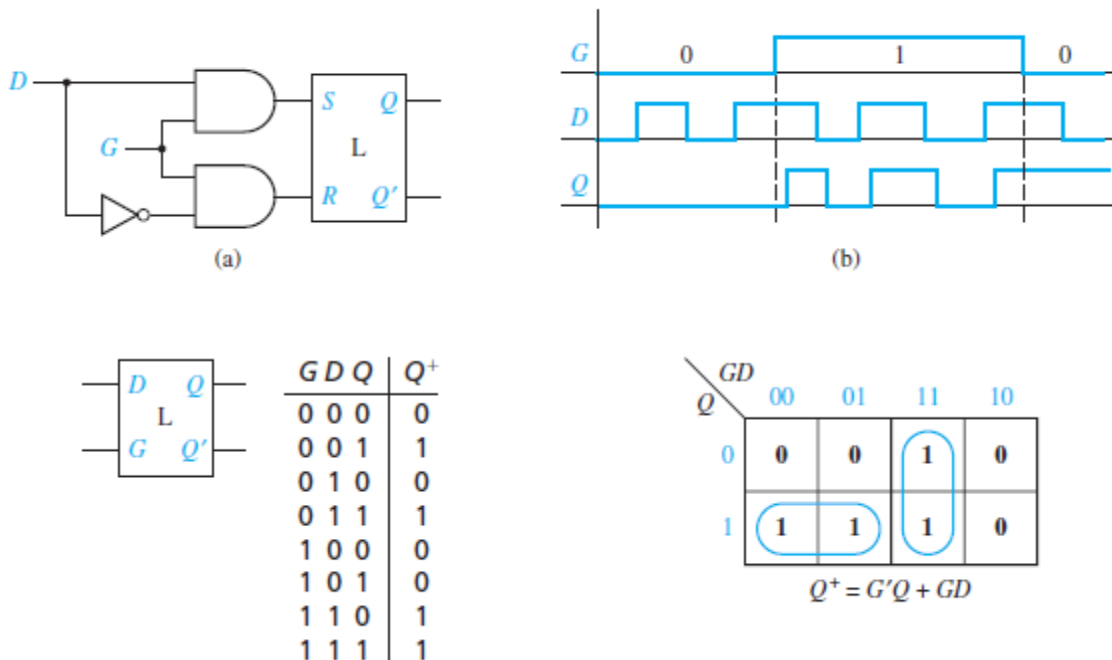 D
G
S Q
L
R Q'
(a)
G 0 1 0
D
Q
(b)
D Q
L
G Q'
G D Q Q+
0 0 0 0
0 0 1 1
0 1 0 0
0 1 1 1
1 0 0 0
1 0 1 0
1 1 0 1
1 1 1 1
GD
Q 00 01 11 10
0 0 0 1 0
1 1 1 1 0
Q+ = G'Q + GD